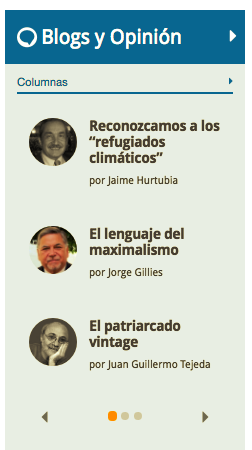 Blogs y Opinión
Columnas
Reconozcamos a los
“refugiados
climáticos”
por Jaime Hurtubia
El lenguaje del
maximalismo
por Jorge Gillies
El patriarcado
vintage
por Juan Guillermo Tejeda